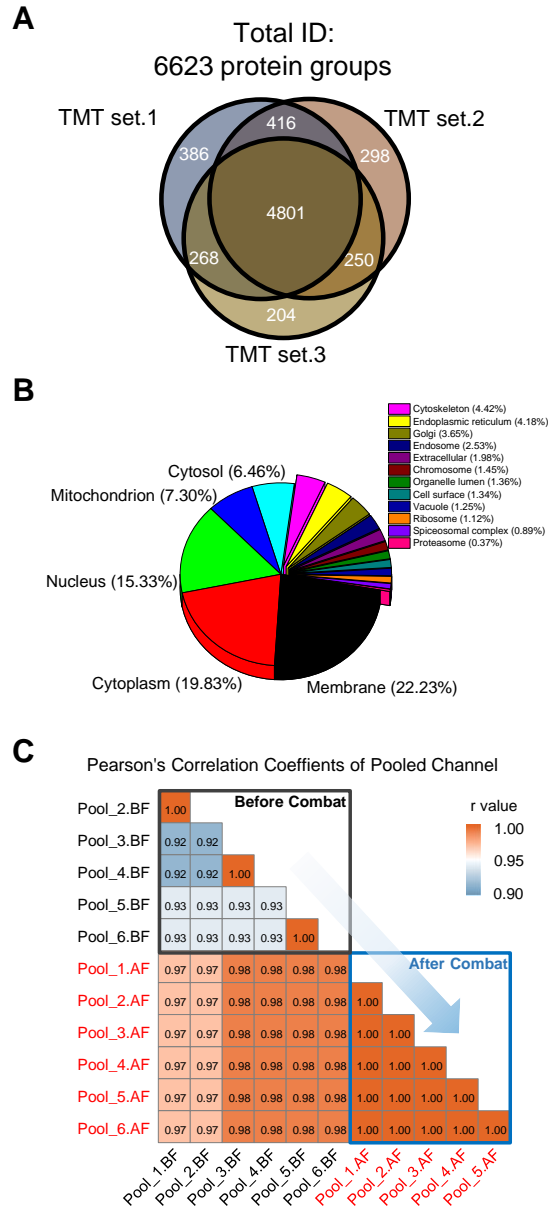 A
Total ID:
6623 protein groups
TMT set.1
TMT set.2
386
416
298
4801
268
250
204
TMT set.3
B
Cytosol (6.46%)
Mitochondrion (7.30%)
Nucleus (15.33%)
Cytoplasm (19.83%)
Membrane (22.23%)
Cytoskeleton (4.42%)
Endoplasmic reticulum (4.18%)
Golgi (3.65%)
Endosome (2.53%)
Extracellular (1.98%)
Chromosome (1.45%)
Organelle lumen (1.36%)
Cell surface (1.34%)
Vacuole (1.25%)
Ribosome (1.12%)
Spiceosomal complex (0.89%)
Proteasome (0.37%)
C
Pearson's Correlation Coeffients of Pooled Channel
Before Combat
r value
1.00
0.95
0.90
After Combat
Pool_2.BF 1.00
Pool_3.BF 0.92 0.92
Pool_4.BF 0.92 0.92 1.00
Pool_5.BF 0.93 0.93 0.93 0.93
Pool_6.BF 0.93 0.93 0.93 0.93 1.00
Pool_1.AF 0.97 0.97 0.98 0.98 0.98 0.98
Pool_2.AF 0.97 0.97 0.98 0.98 0.98 0.98 1.00
Pool_3.AF 0.97 0.97 0.98 0.98 0.98 0.98 1.00 1.00
Pool_4.AF 0.97 0.97 0.98 0.98 0.98 0.98 1.00 1.00 1.00
Pool_5.AF 0.97 0.97 0.98 0.98 0.98 0.98 1.00 1.00 1.00 1.00
Pool_6.AF 0.97 0.97 0.98 0.98 0.98 0.98 1.00 1.00 1.00 1.00 1.00
Pool_1.BF
Pool_2.BF
Pool_3.BF
Pool_4.BF
Pool_5.BF
Pool_6.BF
Pool_1.AF
Pool_2.AF
Pool_3.AF
Pool_4.AF
Pool_5.AF